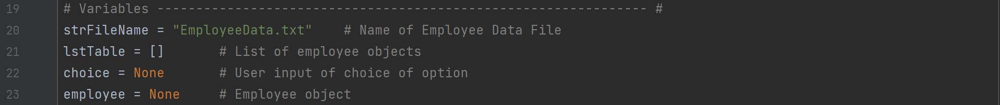 19 # Variables --------------------------------------------------------------- #
20 strFileName = "EmployeeData.txt"    # Name of Employee Data File
21 lstTable = []       # List of employee objects
22 choice = None       # User input of choice of option
23 employee = None     # Employee object